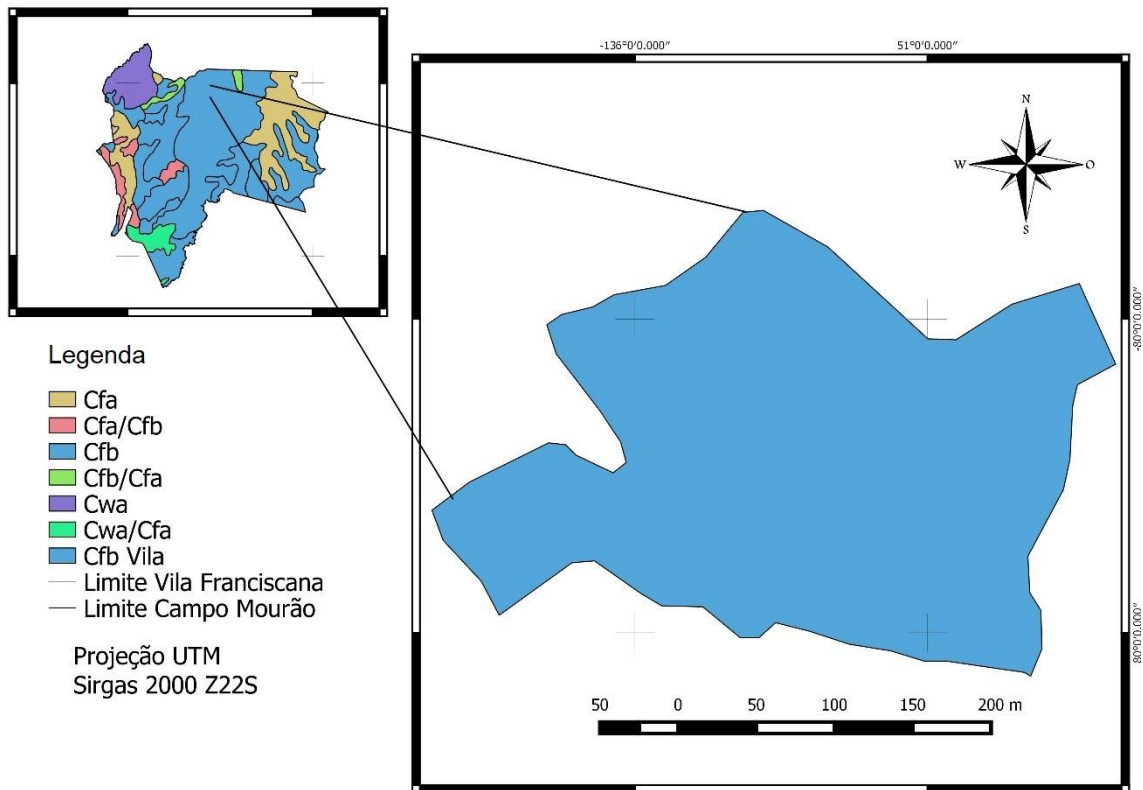 -136°0'0.000"
51°0'0.000"
N
W
O
S
-80°0'0.000"
80°0'0.000"
Legenda
Cfa
Cfa/Cfb
Cfb
Cfb/Cfa
Cwa
Cwa/Cfa
Cfb Vila
Limite Vila Franciscana
Limite Campo Mourão
Projeção UTM
Sirgas 2000 Z22S
50 0 50 100 150 200 m